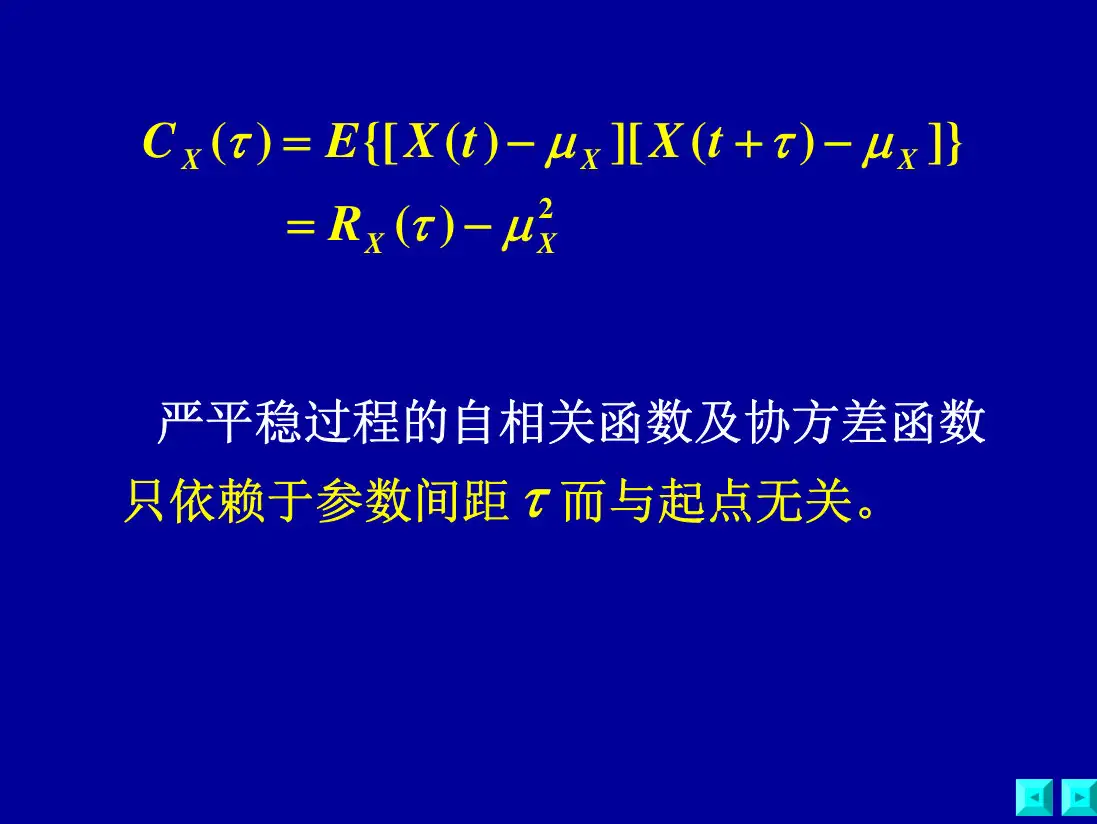 C_X(τ) = E{[X(t) − μ_X][X(t + τ) − μ_X]}
= R_X(τ) − μ_X^2
严平稳过程的自相关函数及协方差函数
只依赖于参数间距 τ 而与起点无关。